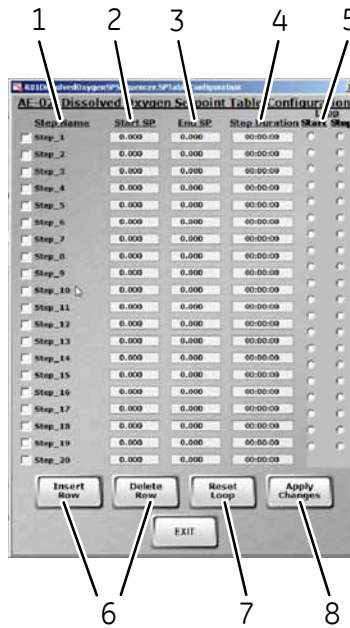 1 2 3 4 5
R01DissolvedOxygenSPSequencer.SPTableConfiguration
AE-02 Dissolved Oxygen Setpoint Table Configuration
Loop
Step Name Start SP End SP Step Duration Start Stop
Step_1 0.000 0.000 00:00:00
Step_2 0.000 0.000 00:00:00
Step_3 0.000 0.000 00:00:00
Step_4 0.000 0.000 00:00:00
Step_5 0.000 0.000 00:00:00
Step_6 0.000 0.000 00:00:00
Step_7 0.000 0.000 00:00:00
Step_8 0.000 0.000 00:00:00
Step_9 0.000 0.000 00:00:00
Step_10 0.000 0.000 00:00:00
Step_11 0.000 0.000 00:00:00
Step_12 0.000 0.000 00:00:00
Step_13 0.000 0.000 00:00:00
Step_14 0.000 0.000 00:00:00
Step_15 0.000 0.000 00:00:00
Step_16 0.000 0.000 00:00:00
Step_17 0.000 0.000 00:00:00
Step_18 0.000 0.000 00:00:00
Step_19 0.000 0.000 00:00:00
Step_20 0.000 0.000 00:00:00
Insert Row Delete Row Reset Loop Apply Changes
EXIT
6 7 8